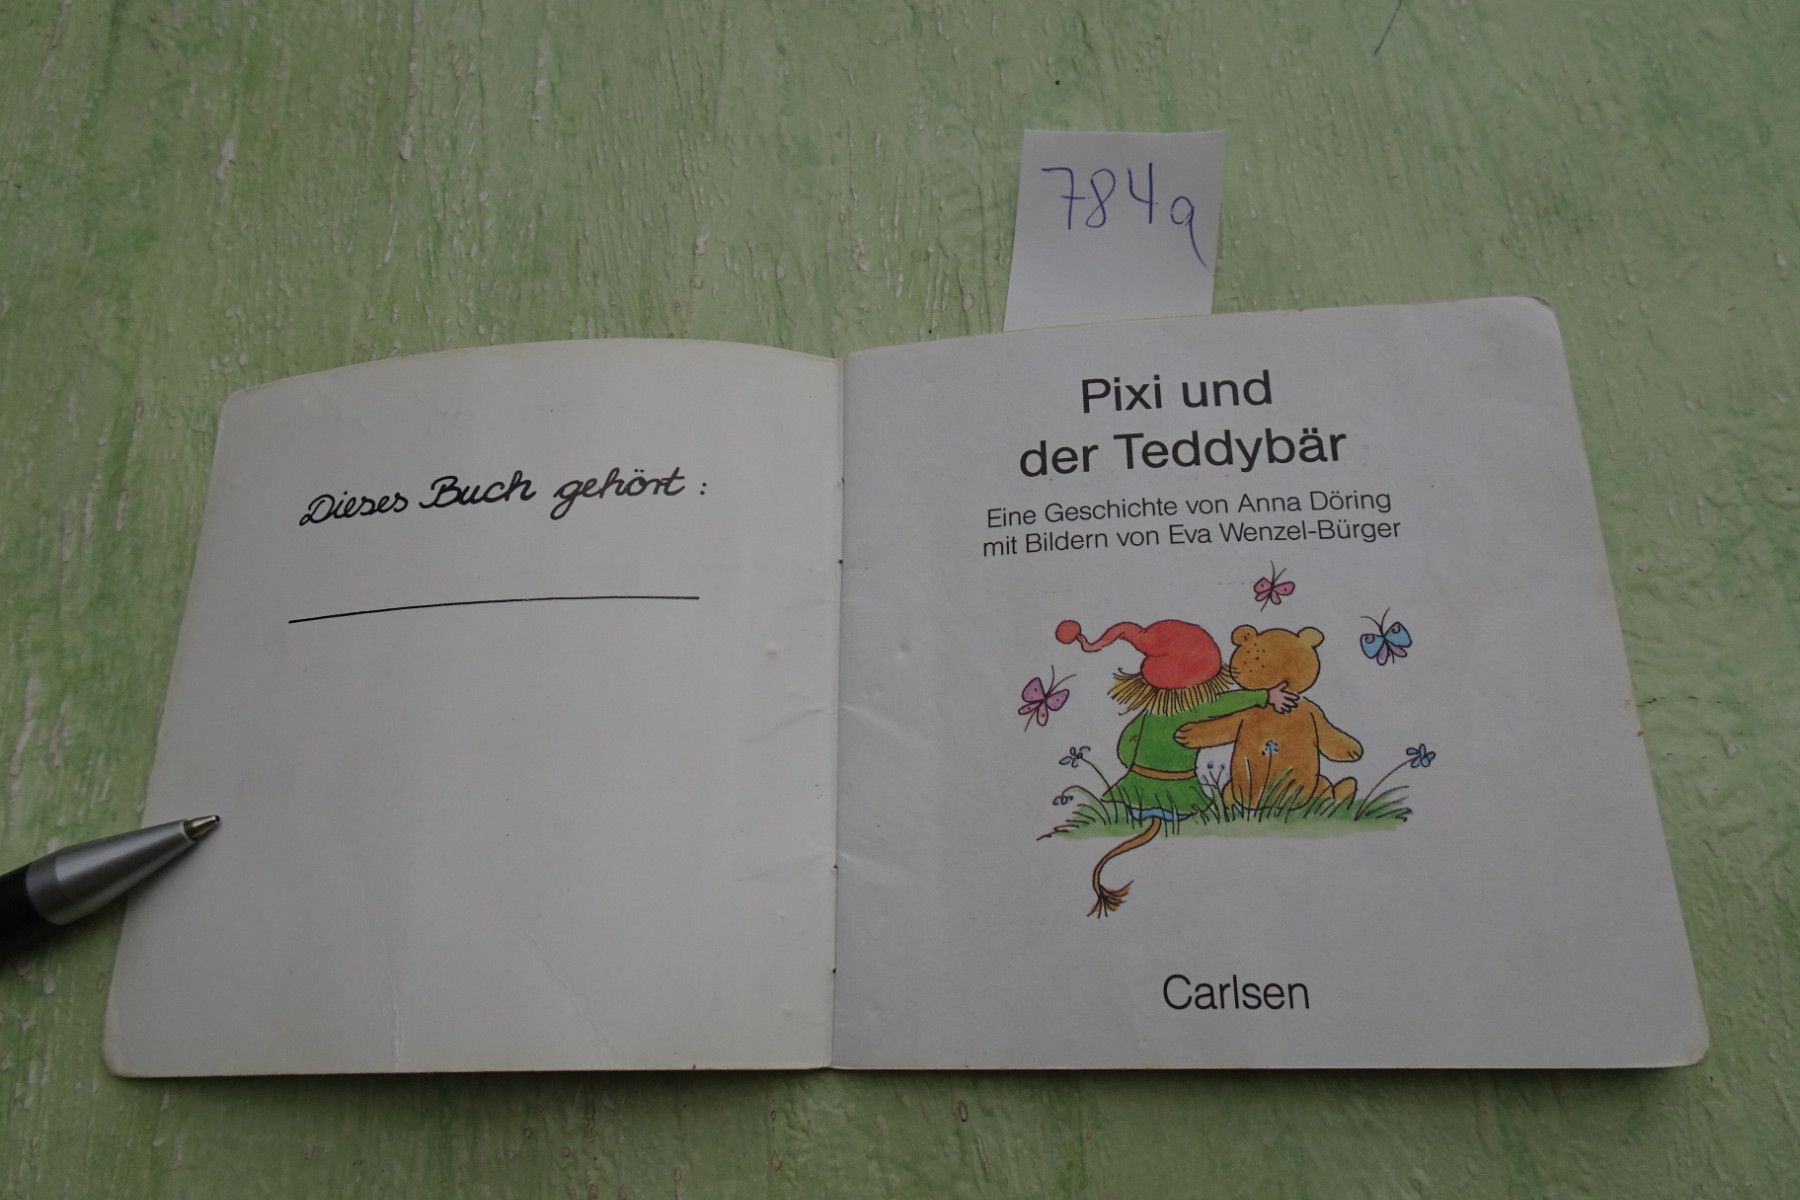 784a
Dieses Buch gehört:
Pixi und
der Teddybär
Eine Geschichte von Anna Döring
mit Bildern von Eva Wenzel-Bürger
Carlsen